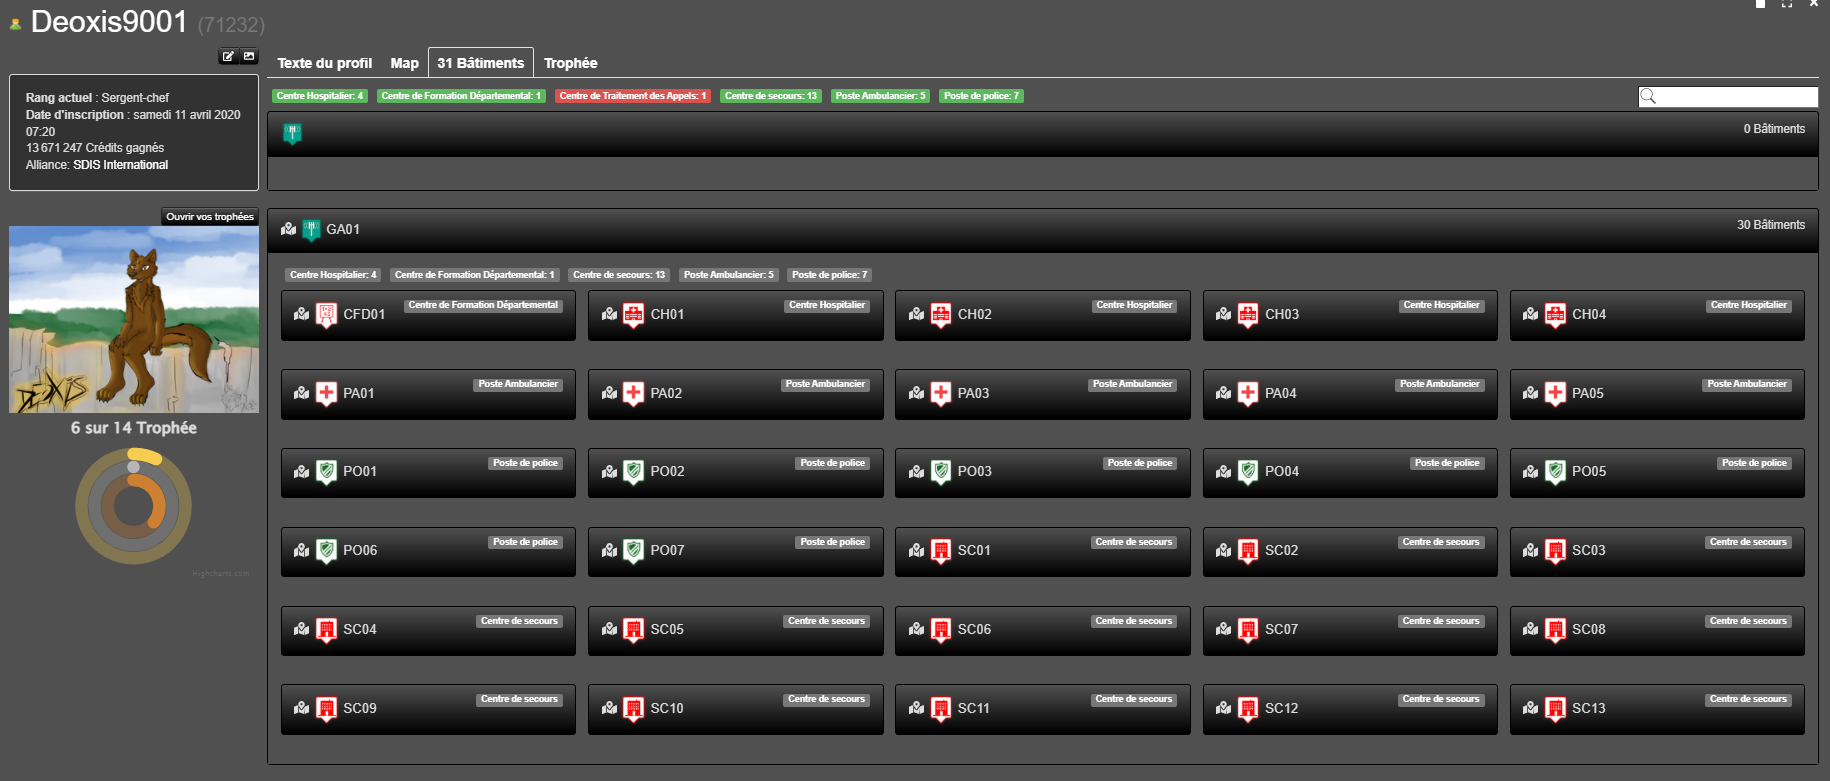 Deoxis9001 (71232)
Rang actuel : Sergent-chef
Date d'inscription : samedi 11 avril 2020
07:20
13 671 247 Crédits gagnés
Alliance: SDIS International
Ouvrir vos trophées
DEOXIS
6 sur 14 Trophée
Highcharts.com
Texte du profil Map 31 Bâtiments Trophée
Centre Hospitalier: 4 Centre de Formation Départemental: 1 Centre de Traitement des Appels: 1 Centre de secours: 13 Poste Ambulancier: 5 Poste de police: 7
0 Bâtiments
GA01 30 Bâtiments
Centre Hospitalier: 4 Centre de Formation Départemental: 1 Centre de secours: 13 Poste Ambulancier: 5 Poste de police: 7
CFD01 Centre de Formation Départemental
CH01 Centre Hospitalier
CH02 Centre Hospitalier
CH03 Centre Hospitalier
CH04 Centre Hospitalier
PA01 Poste Ambulancier
PA02 Poste Ambulancier
PA03 Poste Ambulancier
PA04 Poste Ambulancier
PA05 Poste Ambulancier
PO01 Poste de police
PO02 Poste de police
PO03 Poste de police
PO04 Poste de police
PO05 Poste de police
PO06 Poste de police
PO07 Poste de police
SC01 Centre de secours
SC02 Centre de secours
SC03 Centre de secours
SC04 Centre de secours
SC05 Centre de secours
SC06 Centre de secours
SC07 Centre de secours
SC08 Centre de secours
SC09 Centre de secours
SC10 Centre de secours
SC11 Centre de secours
SC12 Centre de secours
SC13 Centre de secours